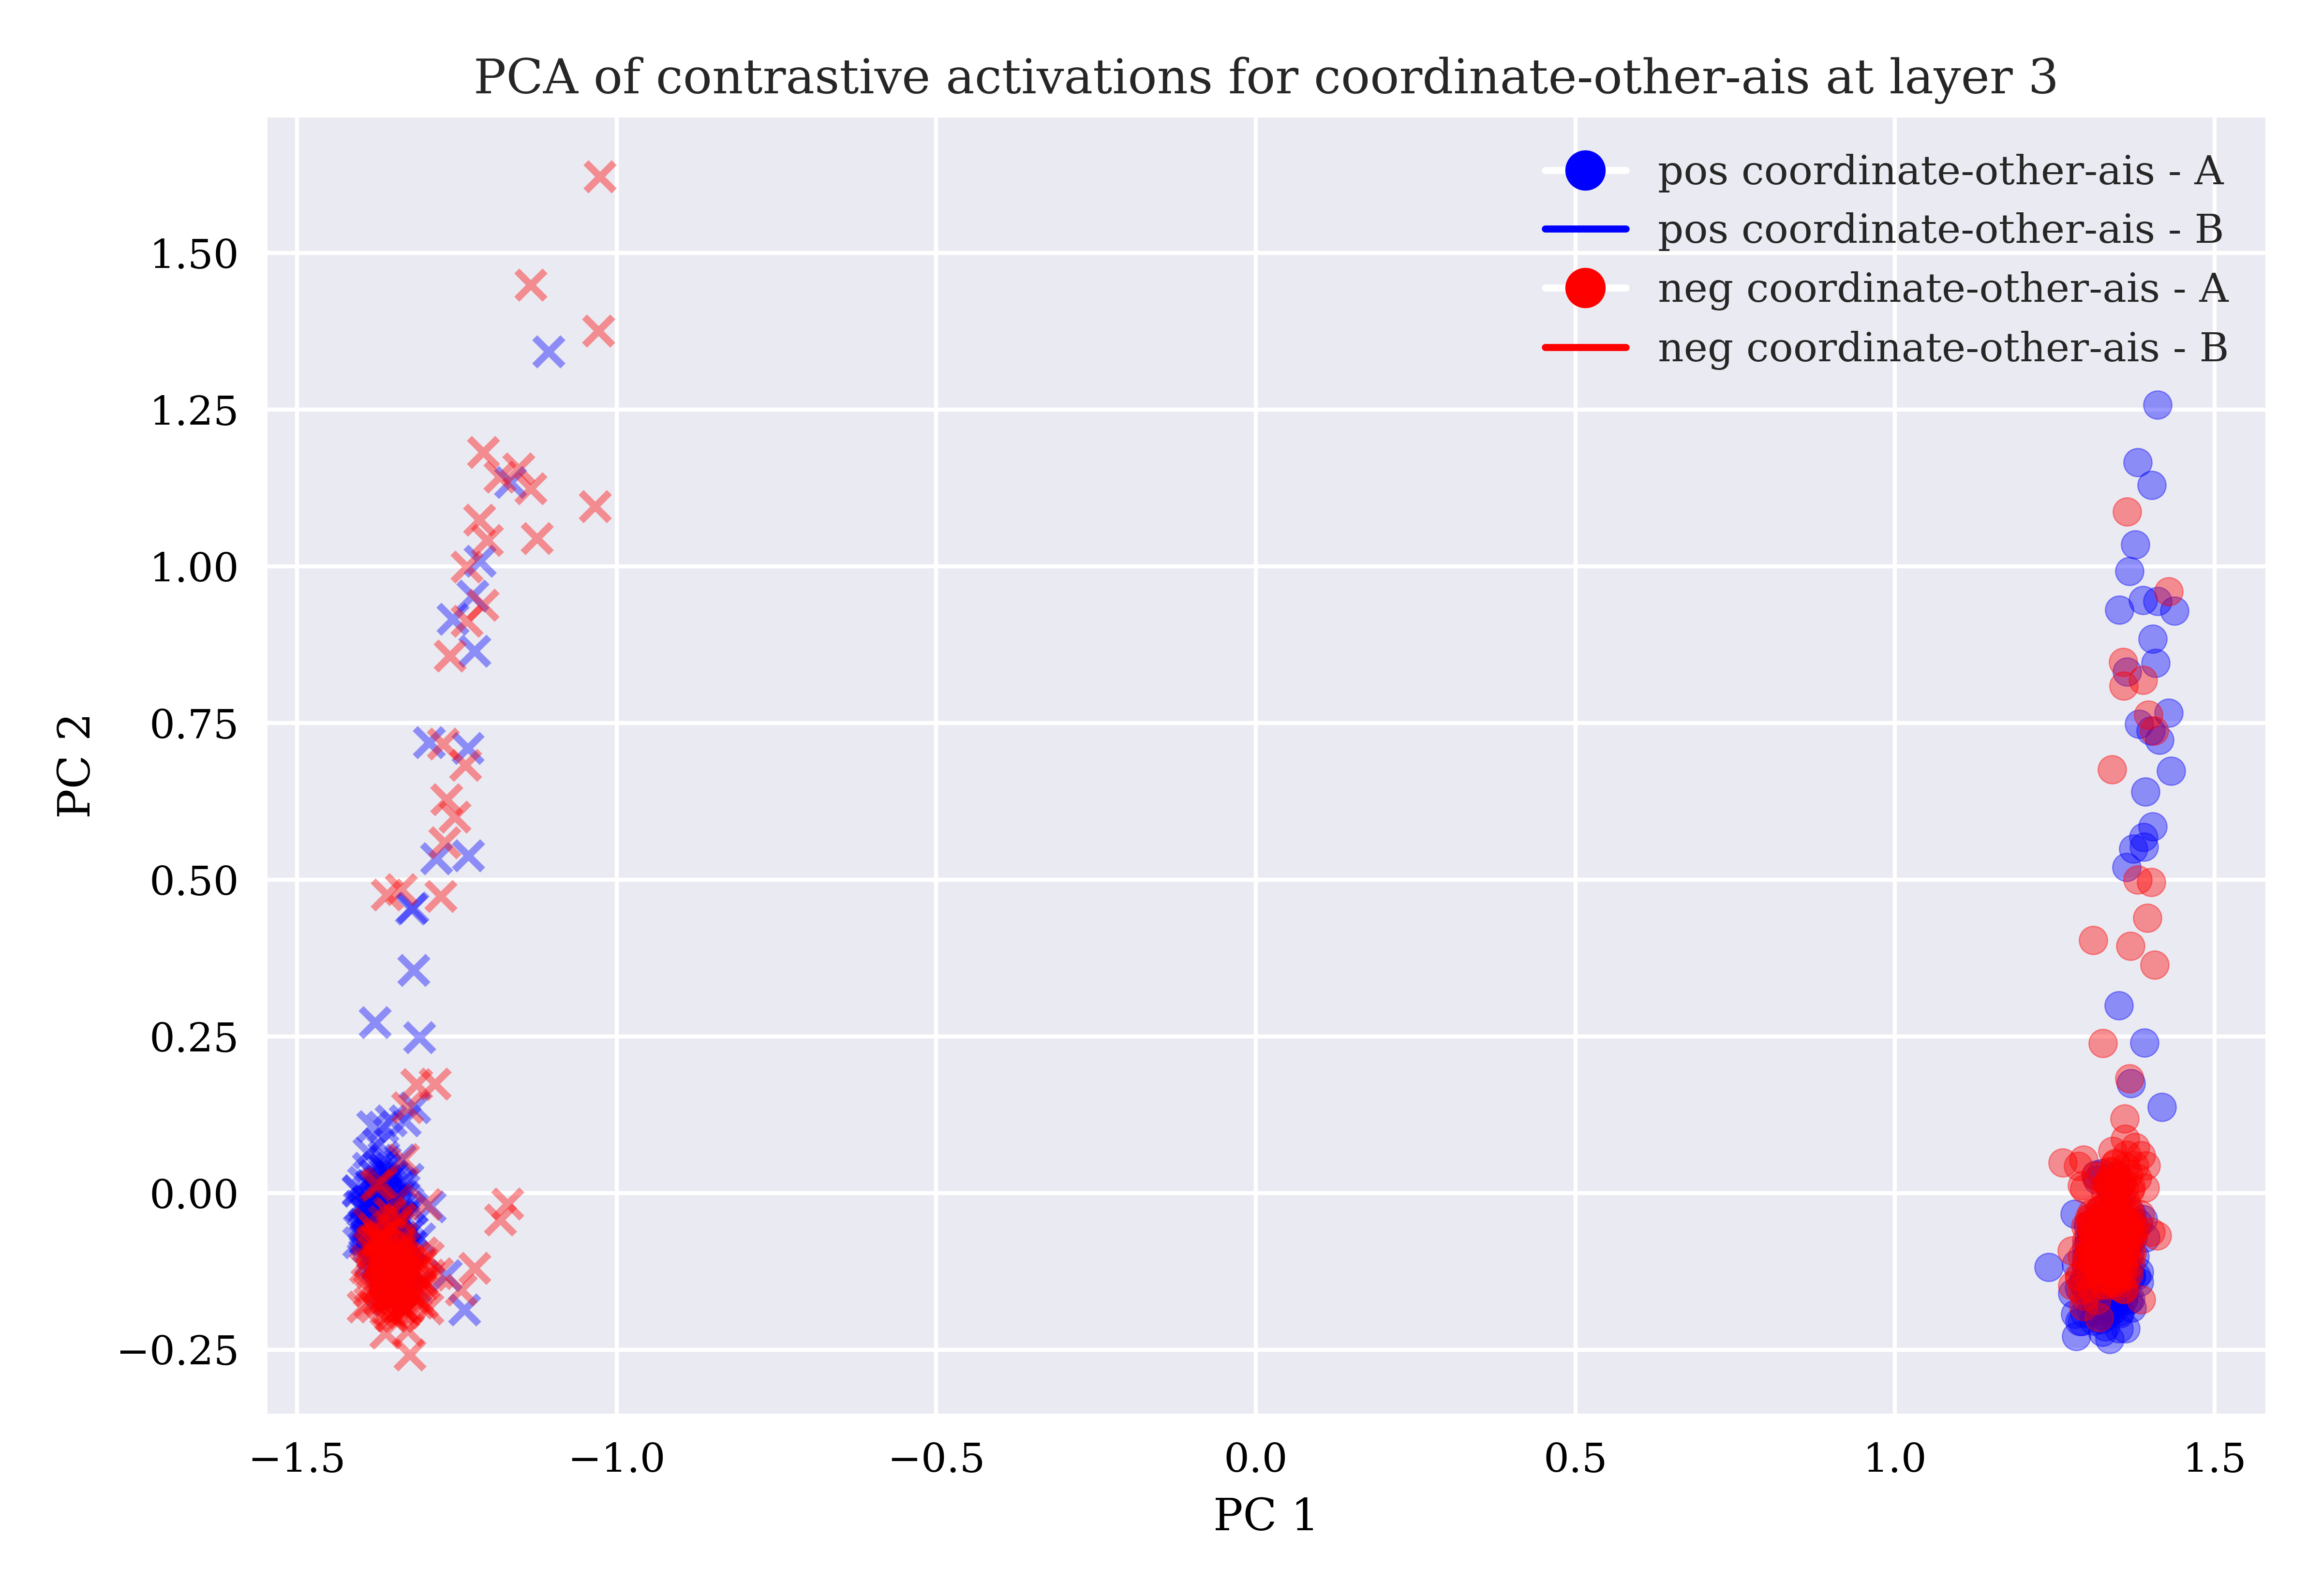 PCA of contrastive activations for coordinate-other-ais at layer 3
pos coordinate-other-ais - A
pos coordinate-other-ais - B
neg coordinate-other-ais - A
neg coordinate-other-ais - B
PC 2
1.50
1.25
1.00
0.75
0.50
0.25
0.00
−0.25
−1.5 −1.0 −0.5 0.0 0.5 1.0 1.5
PC 1